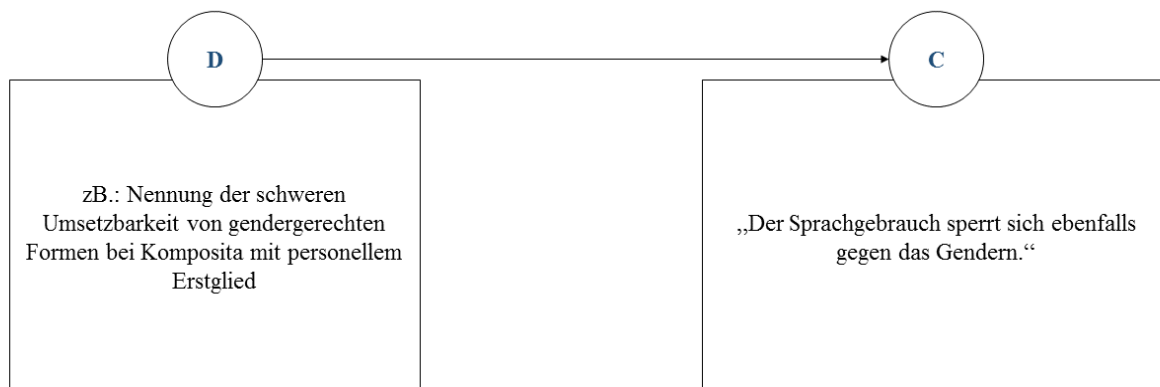 D
C
zB.: Nennung der schweren
Umsetzbarkeit von gendergerechten
Formen bei Komposita mit personellem
Erstglied
„Der Sprachgebrauch sperrt sich ebenfalls
gegen das Gendern.“